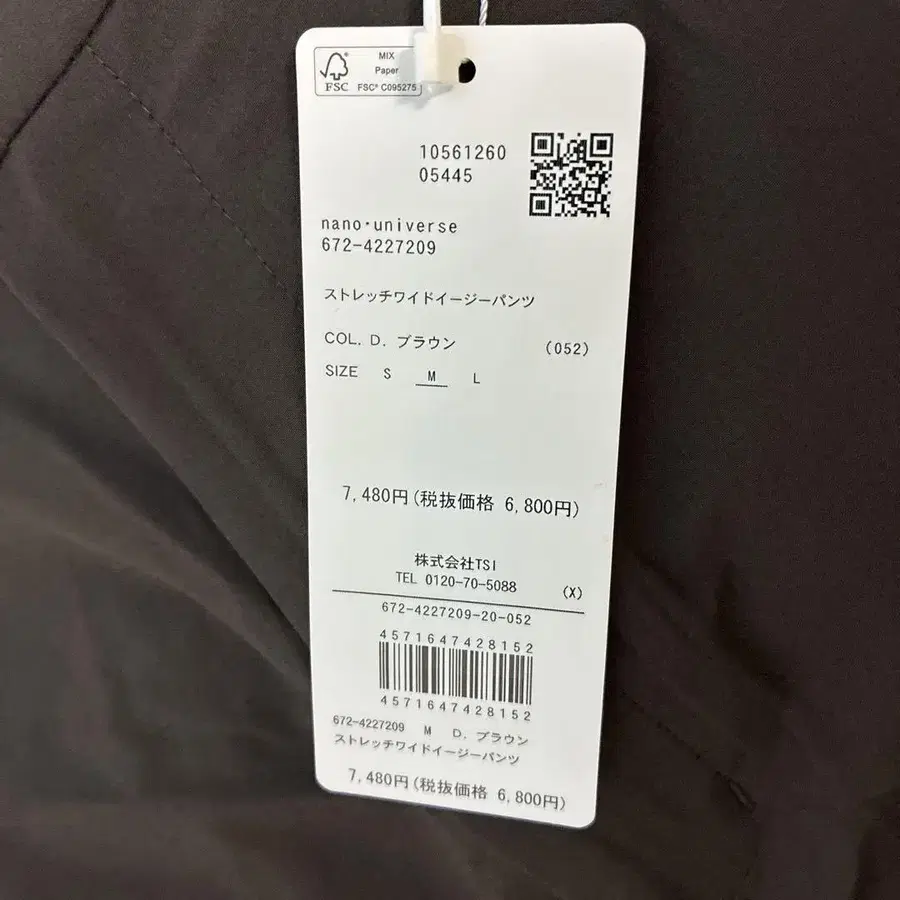 MIX
Paper
FSC® C095275
FSC
10561260
05445
nano・universe
672-4227209
ストレッチワイドイージーパンツ
COL. D. ブラウン (052)
SIZE S M L
7,480円(税抜価格 6,800円)
株式会社TSI
TEL 0120-70-5088 (X)
672-4227209-20-052
4571647428152
4571647428152
672-4227209 M D. ブラウン
ストレッチワイドイージーパンツ
7,480円(税抜価格 6,800円)